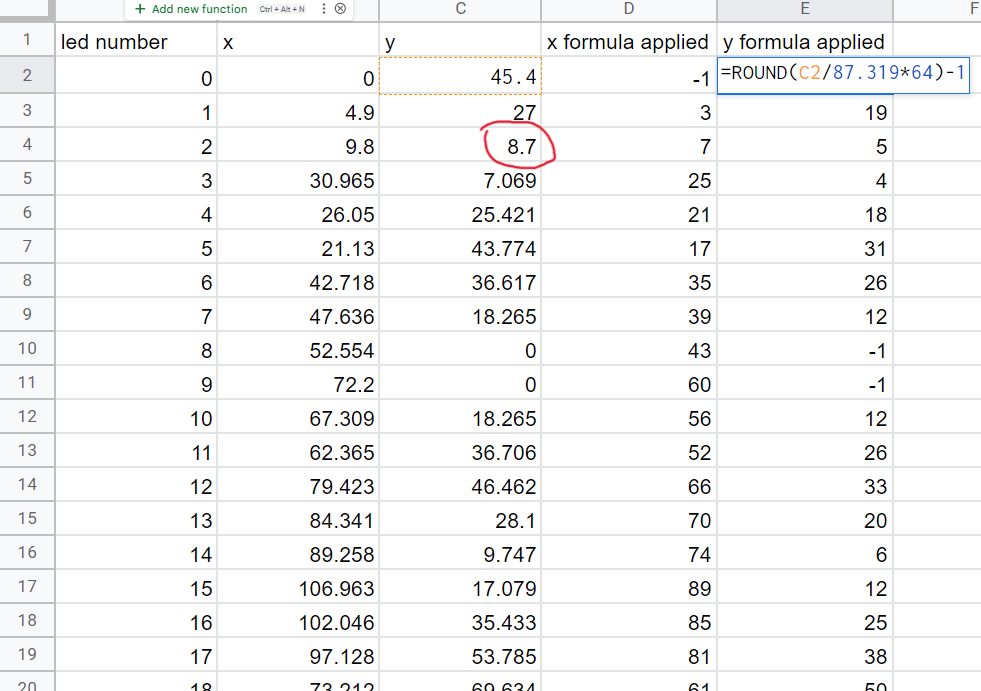 + Add new function Ctrl + Alt + N
C D E F
1 led number x y x formula applied y formula applied
2 0 0 45.4 -1 =ROUND(C2/87.319*64)-1
3 1 4.9 27 3 19
4 2 9.8 8.7 7 5
5 3 30.965 7.069 25 4
6 4 26.05 25.421 21 18
7 5 21.13 43.774 17 31
8 6 42.718 36.617 35 26
9 7 47.636 18.265 39 12
10 8 52.554 0 43 -1
11 9 72.2 0 60 -1
12 10 67.309 18.265 56 12
13 11 62.365 36.706 52 26
14 12 79.423 46.462 66 33
15 13 84.341 28.1 70 20
16 14 89.258 9.747 74 6
17 15 106.963 17.079 89 12
18 16 102.046 35.433 85 25
19 17 97.128 53.785 81 38
20 18 73.212 69.634 61 50